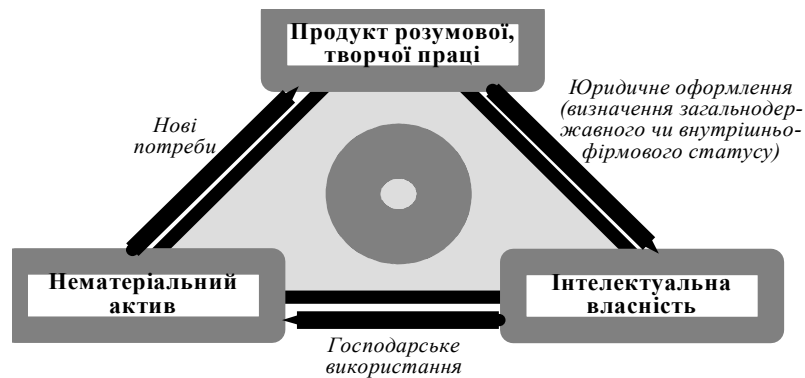 Продукт розумової,
творчої праці
Юридичне оформлення
(визначення загальнодер-
жавного чи внутрішньо-
фірмового статусу)
Нові
потреби
Нематеріальний
актив
Інтелектуальна
власність
Господарське
використання